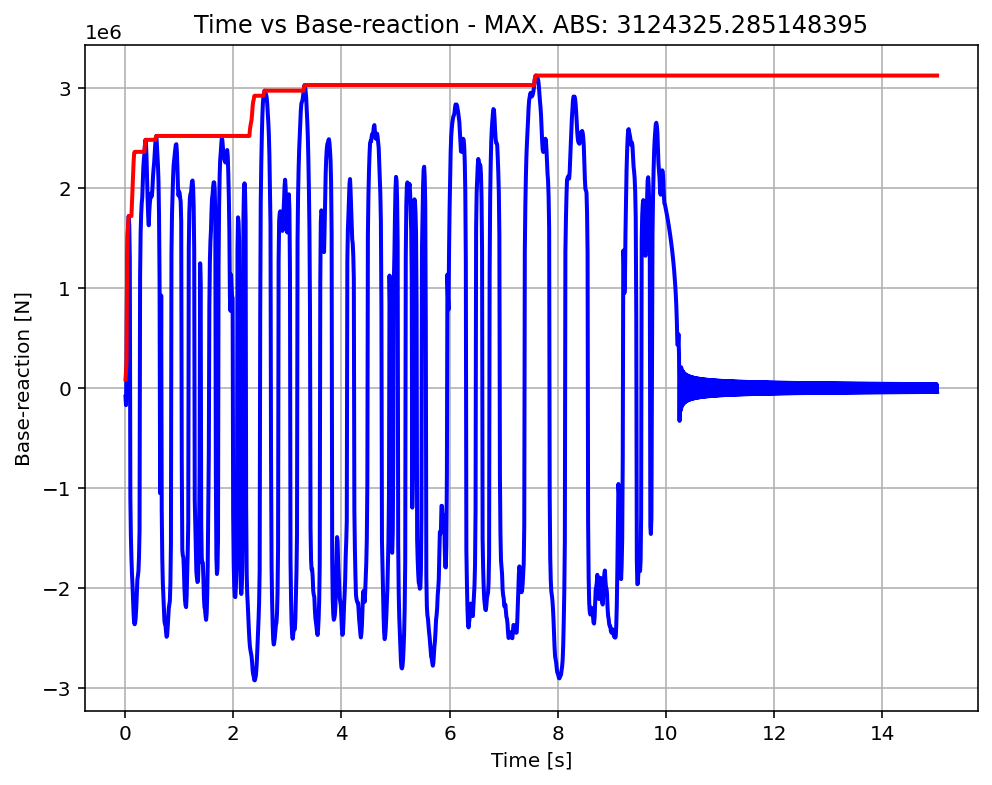 Time vs Base-reaction - MAX. ABS: 3124325.285148395
1e6
3
2
1
0
−1
−2
−3
Base-reaction [N]
0 2 4 6 8 10 12 14
Time [s]